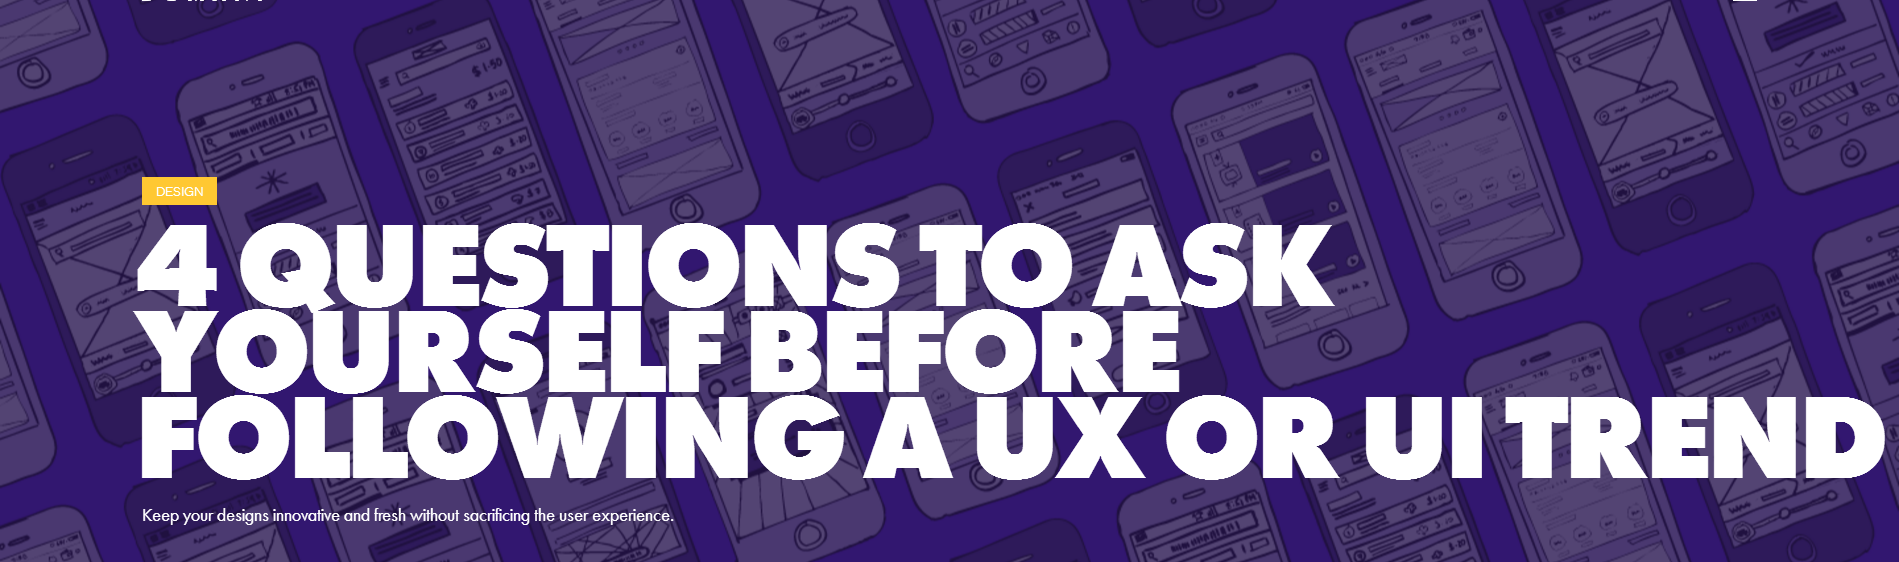 DESIGN
4 QUESTIONS TO ASK
YOURSELF BEFORE
FOLLOWING A UX OR UI TREND
Keep your designs innovative and fresh without sacrificing the user experience.